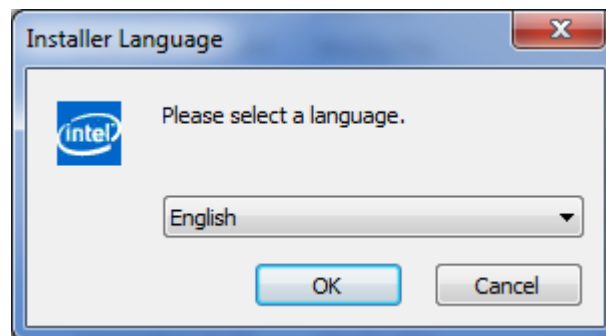 Installer Language
intel
Please select a language.
English
OK
Cancel